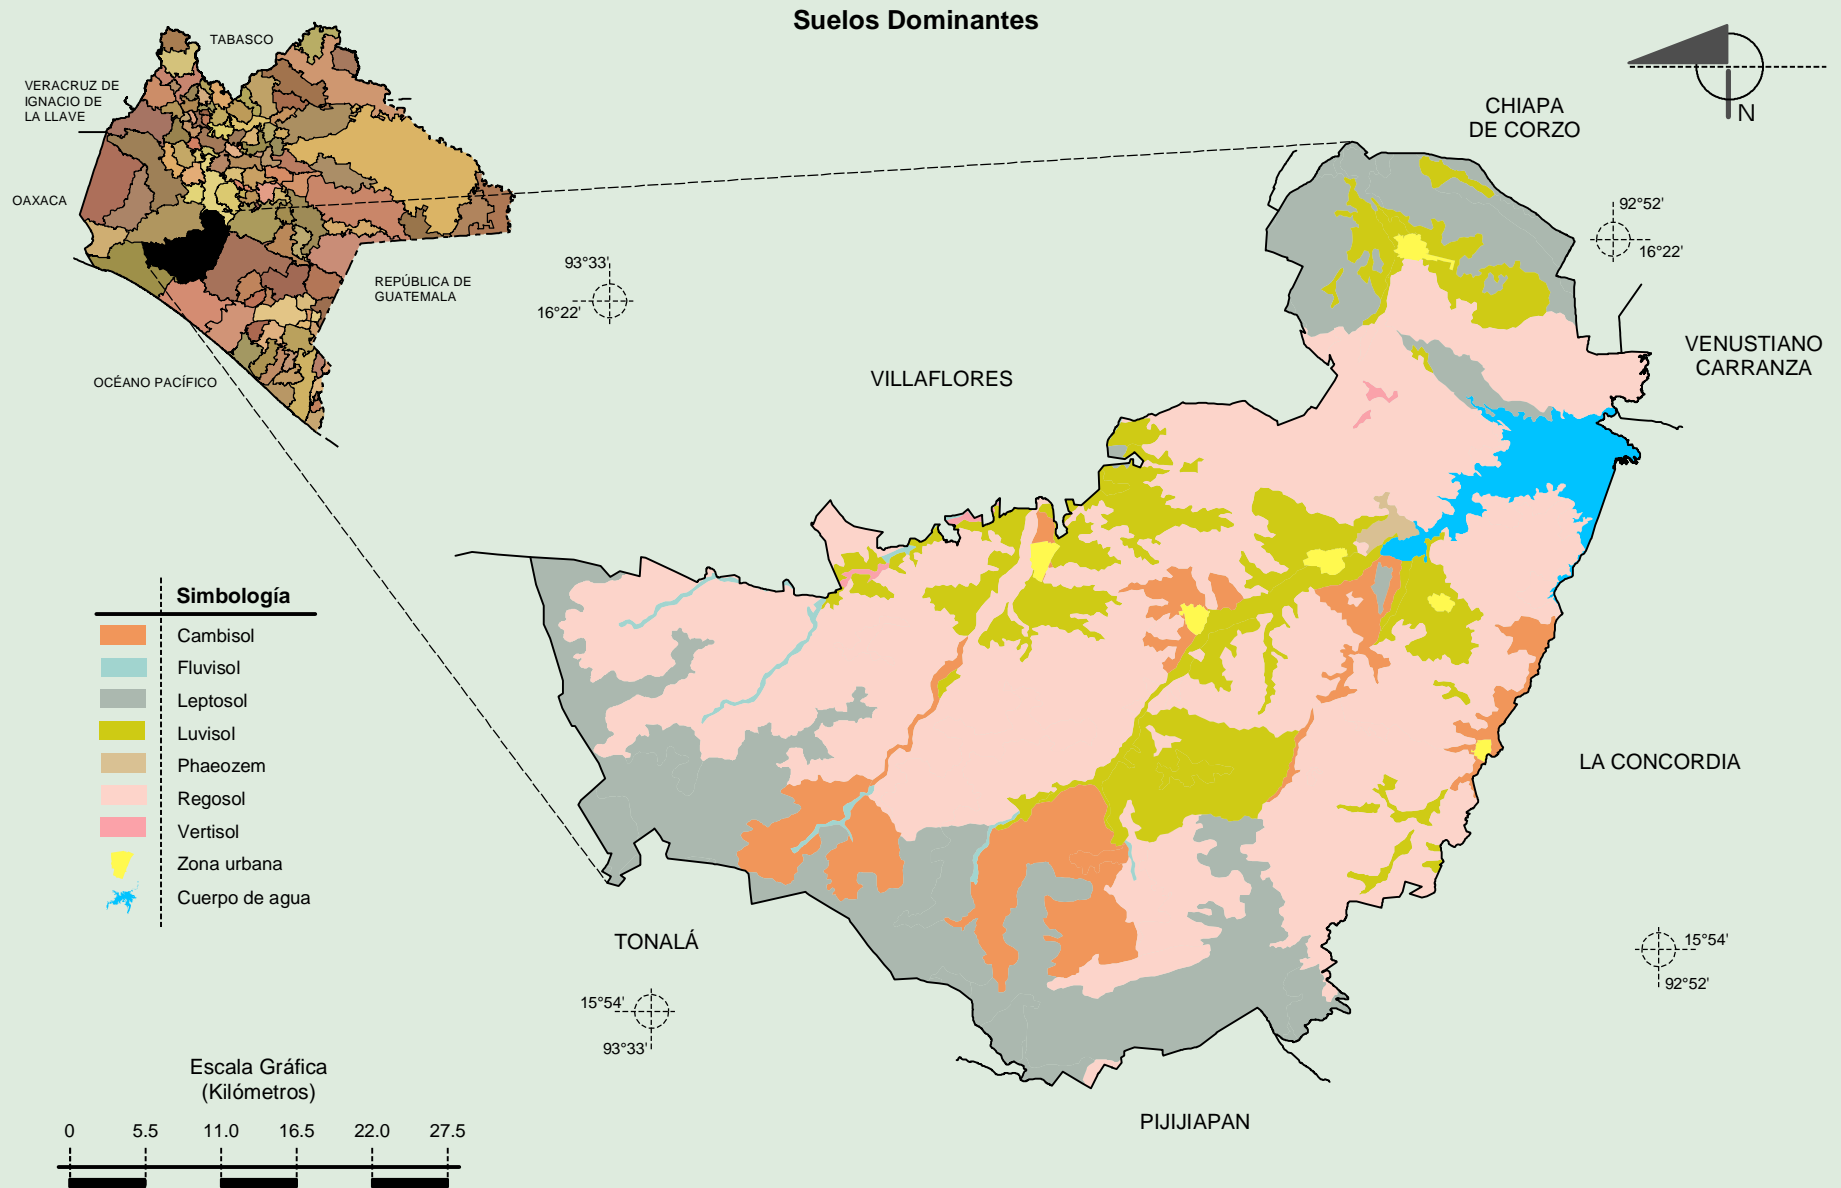 Suelos Dominantes
TABASCO
VERACRUZ DE
IGNACIO DE
LA LLAVE
OAXACA
REPÚBLICA DE
GUATEMALA
OCÉANO PACÍFICO
N
CHIAPA
DE CORZO
92°52'
16°22'
93°33'
16°22'
VENUSTIANO
CARRANZA
VILLAFLORES
LA CONCORDIA
TONALÁ
15°54'
92°52'
15°54'
93°33'
PIJIJIAPAN
Simbología
Cambisol
Fluvisol
Leptosol
Luvisol
Phaeozem
Regosol
Vertisol
Zona urbana
Cuerpo de agua
Escala Gráfica
(Kilómetros)
0 5.5 11.0 16.5 22.0 27.5